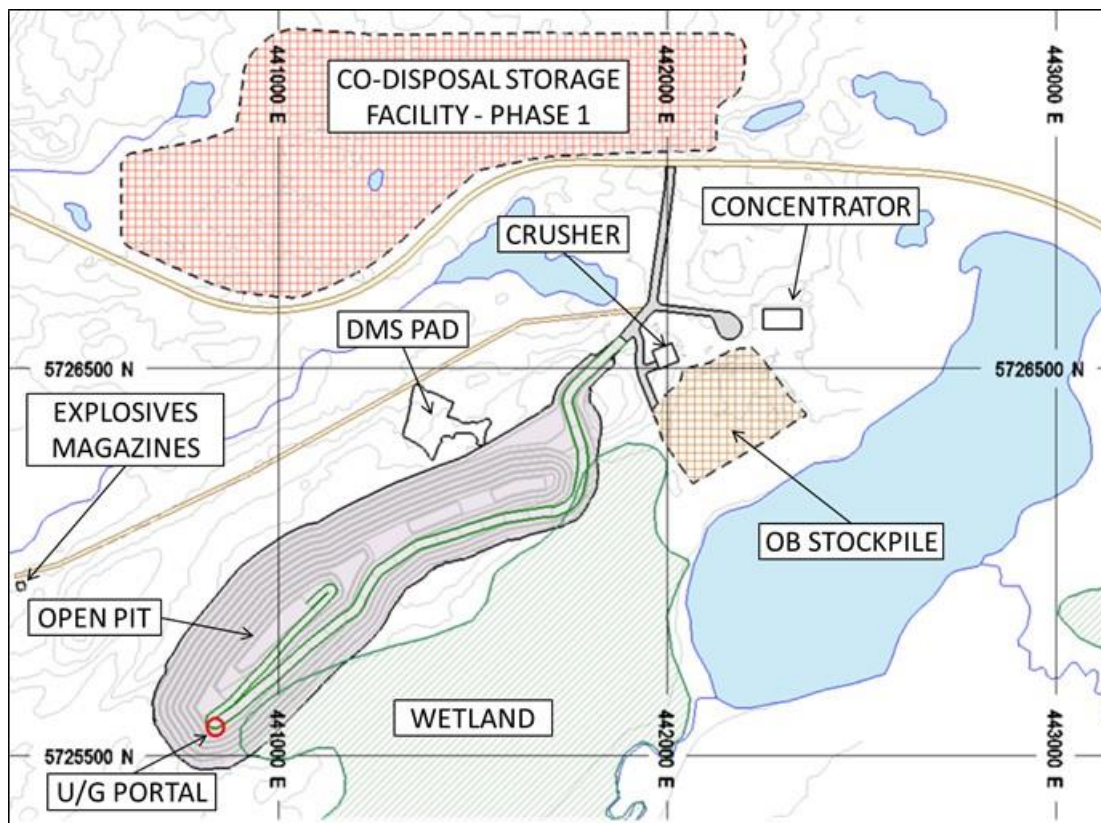 441000 E
442000 E
443000 E
CO-DISPOSAL STORAGE
FACILITY - PHASE 1
CONCENTRATOR
CRUSHER
DMS PAD
5726500 N
5726500 N
EXPLOSIVES
MAGAZINES
OB STOCKPILE
OPEN PIT
WETLAND
441000 E
442000 E
443000 E
5725500 N
5725500 N
U/G PORTAL